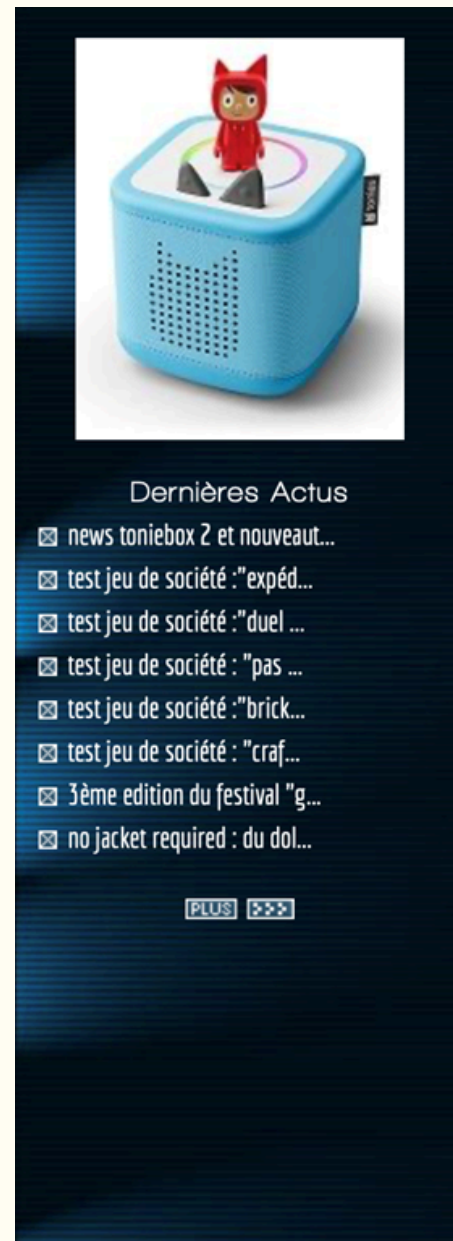 Dernières Actus
news toniebox 2 et nouveaut...
test jeu de société :"expéd...
test jeu de société :"duel ...
test jeu de société : "pas ...
test jeu de société :"brick...
test jeu de société : "craf...
3ème edition du festival "g...
no jacket required : du dol...
PLUS >>>